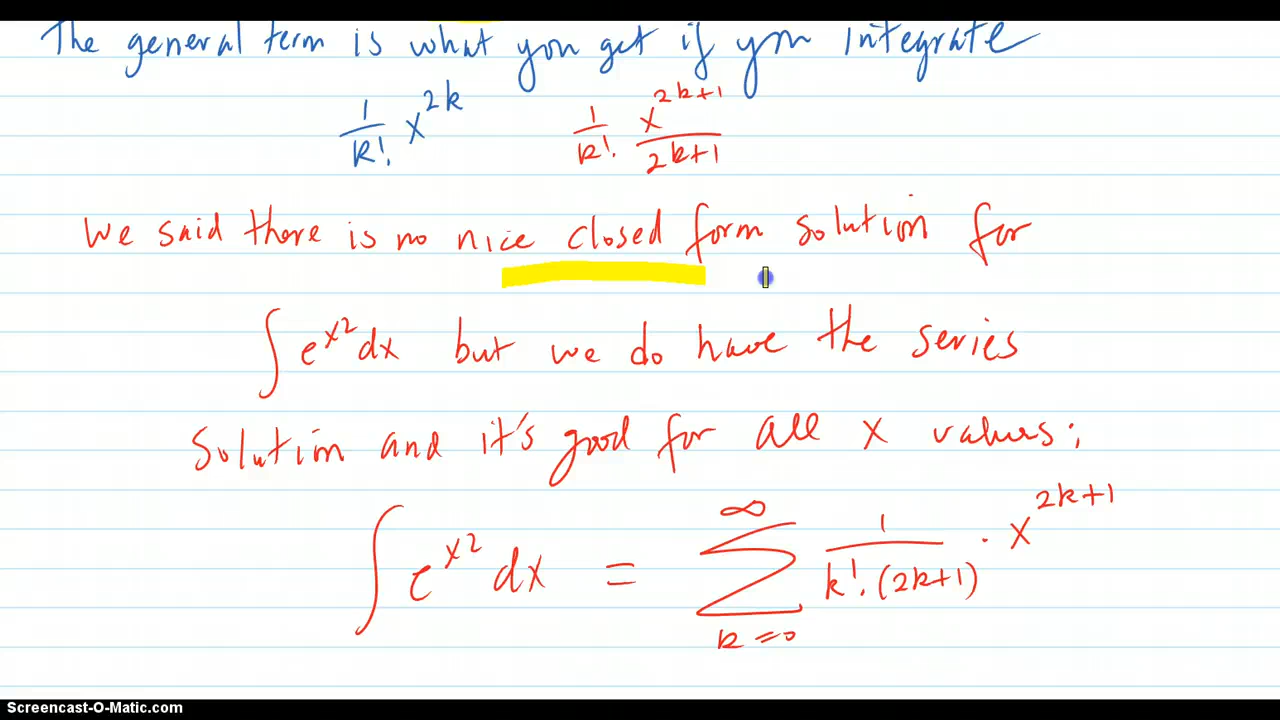 The general term is what you get if you integrate
1/k! x^2k    1/k! x^2k+1/2k+1
We said there is no nice closed form solution for
∫ e^x² dx but we do have the series
Solution and it's good for all x values:
∫ e^x² dx = ∑_{k=0}^{∞} 1/k!·(2k+1) · x^2k+1
Screencast-O-Matic.com